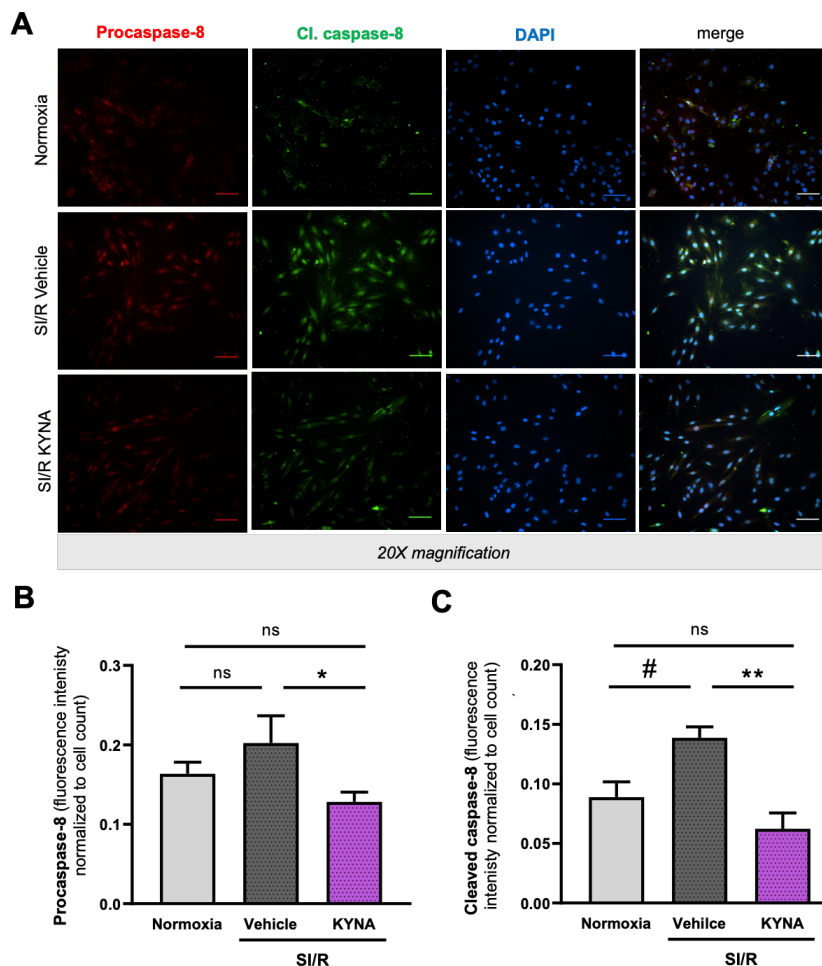 A
Procaspase-8
Cl. caspase-8
DAPI
merge
Normoxia
SI/R Vehicle
SI/R KYNA
20X magnification
B
ns
ns
*
Procaspase-8 (fluorescence intenisty
normalized to cell count)
0.3
0.2
0.1
0.0
Normoxia
Vehicle
KYNA
SI/R
C
ns
#
**
Cleaved caspase-8 (fluorescence
intenisty normalized to cell count)
0.20
0.15
0.10
0.05
0.00
Normoxia
Vehilce
KYNA
SI/R